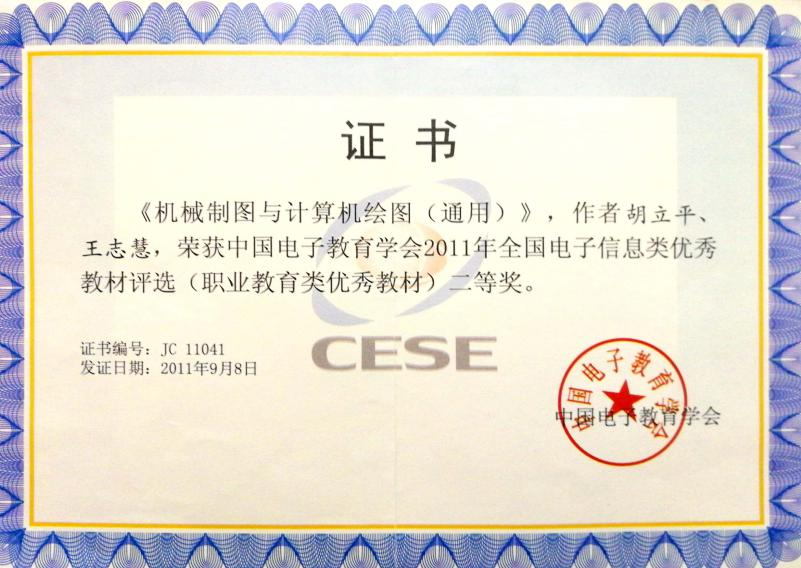 证书
《机械制图与计算机绘图（通用）》，作者胡立平、
王志慧，荣获中国电子教育学会2011年全国电子信息类优秀
教材评选（职业教育类优秀教材）二等奖。
CESE
证书编号：JC 11041
发证日期：2011年9月8日
中国电子教育学会
中国电子教育学会